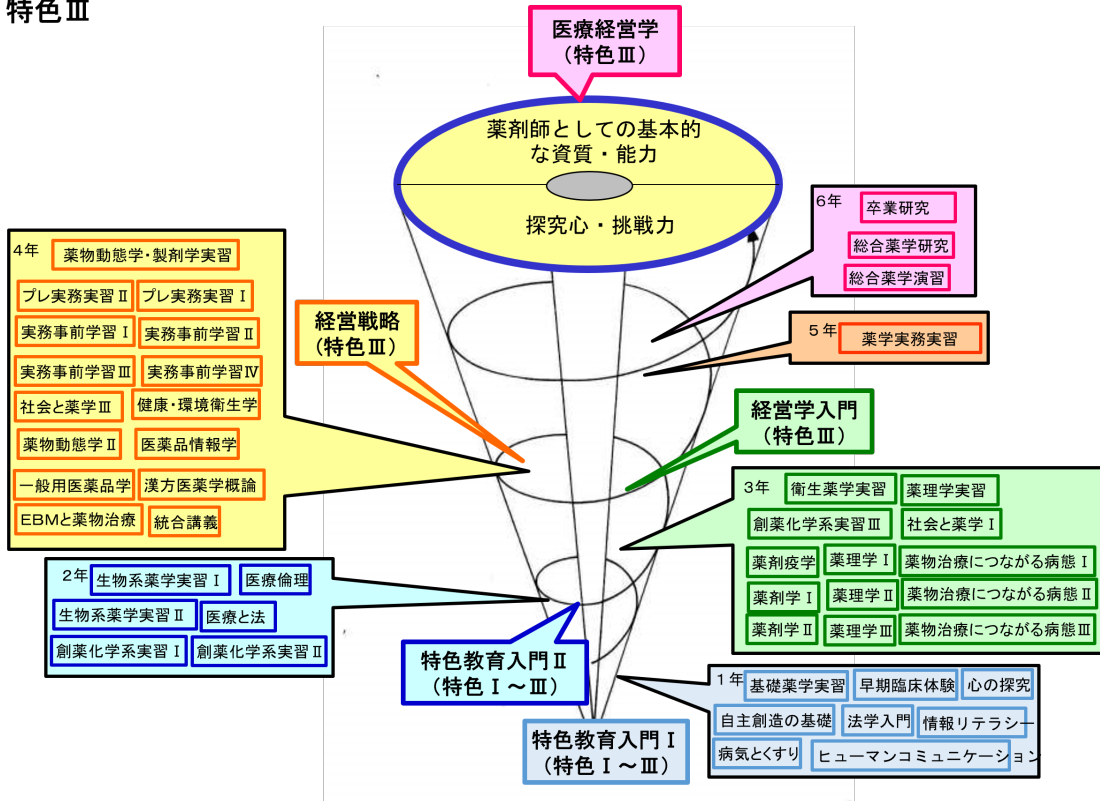 特色Ⅲ
医療経営学
(特色Ⅲ)
薬剤師としての基本的
な資質・能力
探究心・挑戦力
6年
卒業研究
総合薬学研究
総合薬学演習
5年
薬学実務実習
4年
薬物動態学・製剤学実習
プレ実務実習Ⅱ
プレ実務実習Ⅰ
実務事前学習Ⅰ
実務事前学習Ⅱ
実務事前学習Ⅲ
実務事前学習Ⅳ
社会と薬学Ⅲ
健康・環境衛生学
薬物動態学Ⅱ
医薬品情報学
一般用医薬品学
漢方医薬学概論
EBMと薬物治療
統合講義
経営戦略
(特色Ⅲ)
経営学入門
(特色Ⅲ)
3年
衛生薬学実習
薬理学実習
創薬化学系実習Ⅲ
社会と薬学Ⅰ
薬剤疫学
薬理学Ⅰ
薬物治療につながる病態Ⅰ
薬剤学Ⅰ
薬理学Ⅱ
薬物治療につながる病態Ⅱ
薬剤学Ⅱ
薬理学Ⅲ
薬物治療につながる病態Ⅲ
2年
生物系薬学実習Ⅰ
医療倫理
生物系薬学実習Ⅱ
医療と法
創薬化学系実習Ⅰ
創薬化学系実習Ⅱ
特色教育入門Ⅱ
(特色Ⅰ～Ⅲ)
1年
基礎薬学実習
早期臨床体験
心の探究
自主創造の基礎
法学入門
情報リテラシー
病気とくすり
ヒューマンコミュニケーション
特色教育入門Ⅰ
(特色Ⅰ～Ⅲ)